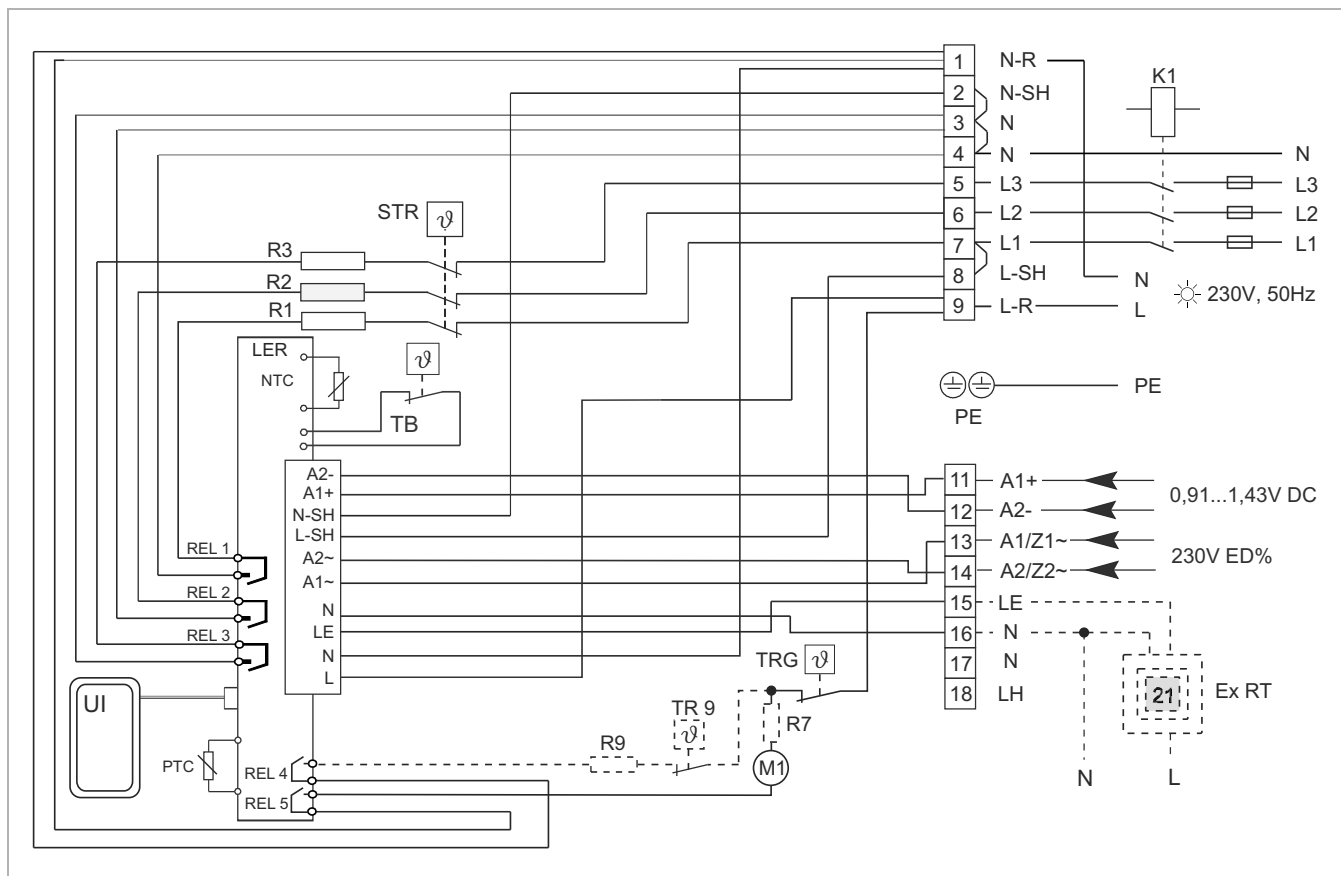 1 N-R
K1
2 N-SH
3 N
4 N N
5 L3 L3
STR ϑ
6 L2 L2
7 L1 L1
R3
8 L-SH
R2
N
230V, 50Hz
9 L-R L
R1
LER
ϑ
NTC
TB
PE
PE
A2-
A1+
N-SH
L-SH
A2~
A1~
N
LE
N
L
11 A1+
0,91...1,43V DC
12 A2-
13 A1/Z1~
230V ED%
14 A2/Z2~
15 LE
16 N
17 N
18 LH
21 Ex RT
N L
REL 1
REL 2
REL 3
UI
TRG ϑ
TR 9
ϑ
R7
R9
M1
PTC
REL 4
REL 5